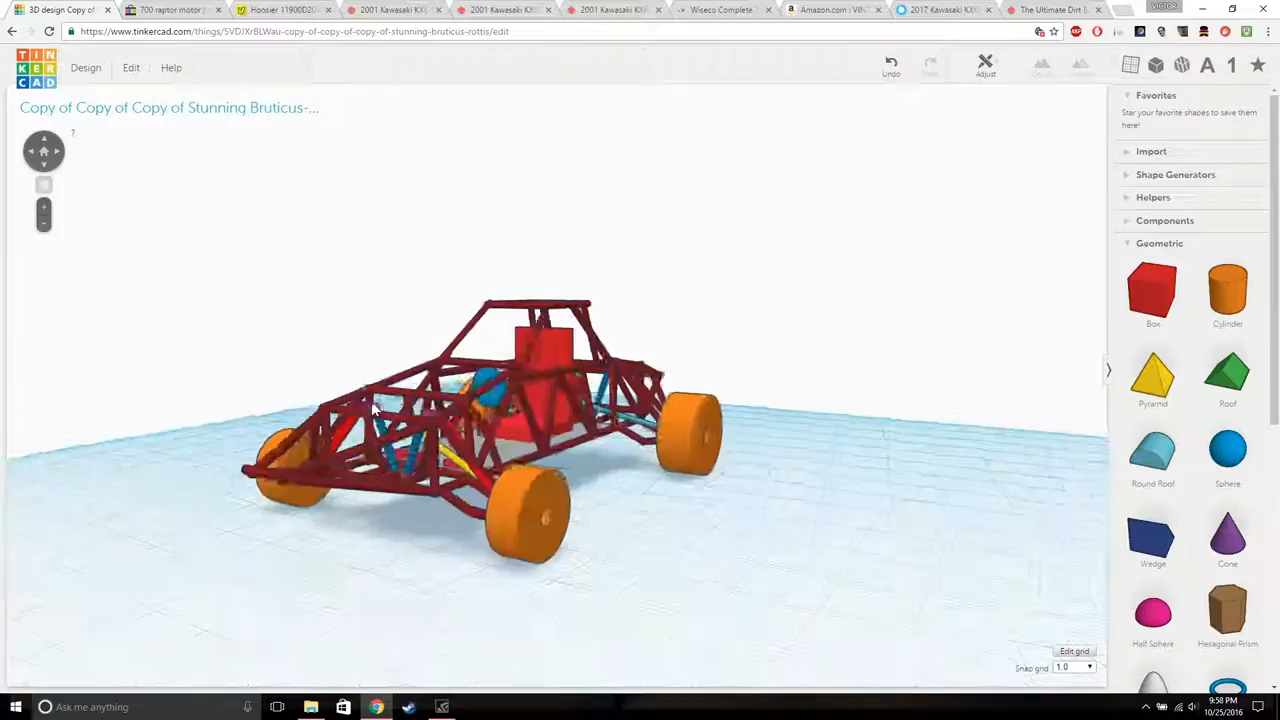 3D design Copy of
700 raptor motor
Hoosier 11900D20
2001 Kawasaki KX
2001 Kawasaki KX
2001 Kawasaki KX
Wiseco Complete
Amazon.com : VINT
2017 Kawasaki KX6
The Ultimate Dirt B
VICTOR
https://www.tinkercad.com/things/5VDJXrBLWau-copy-of-copy-of-copy-of-stunning-bruticus-rottis/edit
TIN
KER
CAD
Design
Edit
Help
Undo
Adjust
Copy of Copy of Copy of Stunning Bruticus-...
?
Favorites
Star your favorite shapes to save them
here!
Import
Shape Generators
Helpers
Components
Geometric
Box
Cylinder
Pyramid
Roof
Round Roof
Sphere
Wedge
Cone
Half Sphere
Hexagonal Prism
Edit grid
Snap grid
1.0
Ask me anything
9:58 PM
10/25/2016